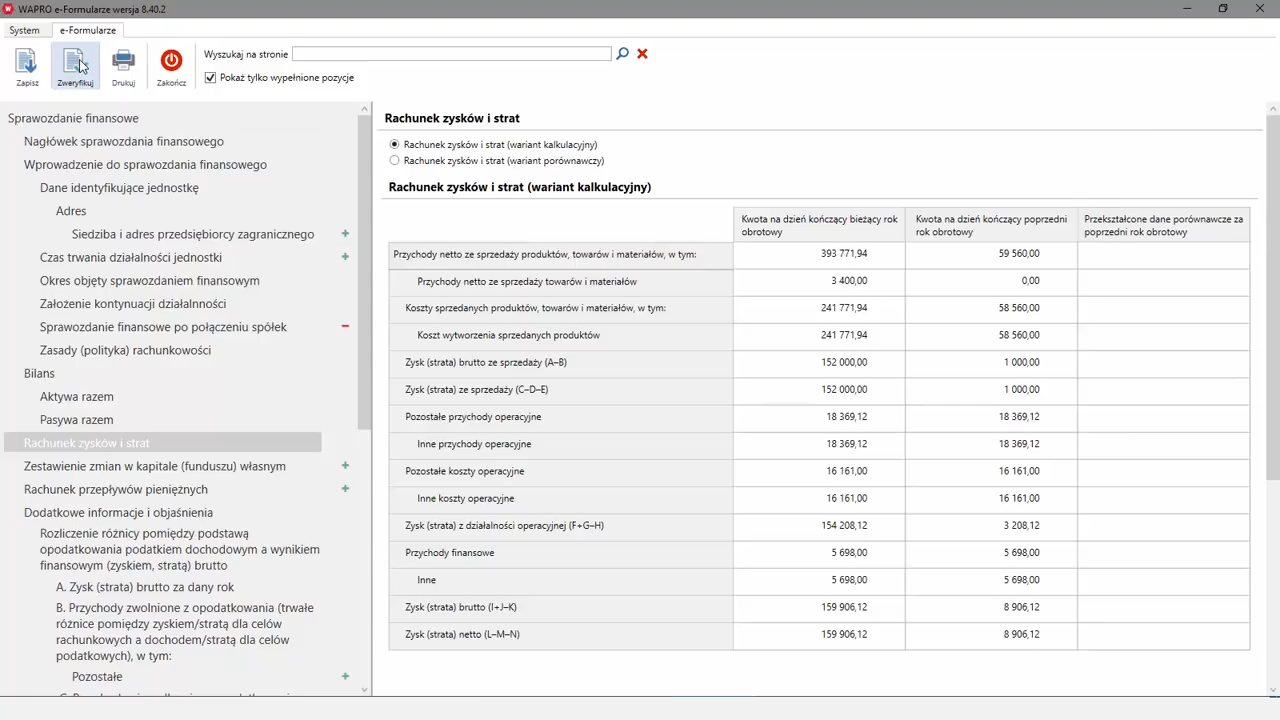 WAPRO e-Formularze wersja 8.40.2
System
e-Formularze
Zapisz
Zweryfikuj
Drukuj
Zakończ
Wyszukaj na stronie
Pokaż tylko wypełnione pozycje
Sprawozdanie finansowe
Nagłówek sprawozdania finansowego
Wprowadzenie do sprawozdania finansowego
Dane identyfikujące jednostkę
Adres
Siedziba i adres przedsiębiorcy zagranicznego
Czas trwania działalności jednostki
Okres objęty sprawozdaniem finansowym
Założenie kontynuacji działalnności
Sprawozdanie finansowe po połączeniu spółek
Zasady (polityka) rachunkowości
Bilans
Aktywa razem
Pasywa razem
Rachunek zysków i strat
Zestawienie zmian w kapitale (funduszu) własnym
Rachunek przepływów pieniężnych
Dodatkowe informacje i objaśnienia
Rozliczenie różnicy pomiędzy podstawą
opodatkowania podatkiem dochodowym a wynikiem
finansowym (zyskiem, stratą) brutto
A. Zysk (strata) brutto za dany rok
B. Przychody zwolnione z opodatkowania (trwałe
różnice pomiędzy zyskiem/stratą dla celów
rachunkowych a dochodem/stratą dla celów
podatkowych), w tym:
Pozostałe
Rachunek zysków i strat
Rachunek zysków i strat (wariant kalkulacyjny)
Rachunek zysków i strat (wariant porównawczy)
Rachunek zysków i strat (wariant kalkulacyjny)
Kwota na dzień kończący bieżący rok
obrotowy
Kwota na dzień kończący poprzedni
rok obrotowy
Przekształcone dane porównawcze za
poprzedni rok obrotowy
Przychody netto ze sprzedaży produktów, towarów i materiałów, w tym: 393 771,94 59 560,00
Przychody netto ze sprzedaży towarów i materiałów 3 400,00 0,00
Koszty sprzedanych produktów, towarów i materiałów, w tym: 241 771,94 58 560,00
Koszt wytworzenia sprzedanych produktów 241 771,94 58 560,00
Zysk (strata) brutto ze sprzedaży (A–B) 152 000,00 1 000,00
Zysk (strata) ze sprzedaży (C–D–E) 152 000,00 1 000,00
Pozostałe przychody operacyjne 18 369,12 18 369,12
Inne przychody operacyjne 18 369,12 18 369,12
Pozostałe koszty operacyjne 16 161,00 16 161,00
Inne koszty operacyjne 16 161,00 16 161,00
Zysk (strata) z działalności operacyjnej (F+G–H) 154 208,12 3 208,12
Przychody finansowe 5 698,00 5 698,00
Inne 5 698,00 5 698,00
Zysk (strata) brutto (I+J–K) 159 906,12 8 906,12
Zysk (strata) netto (L–M–N) 159 906,12 8 906,12